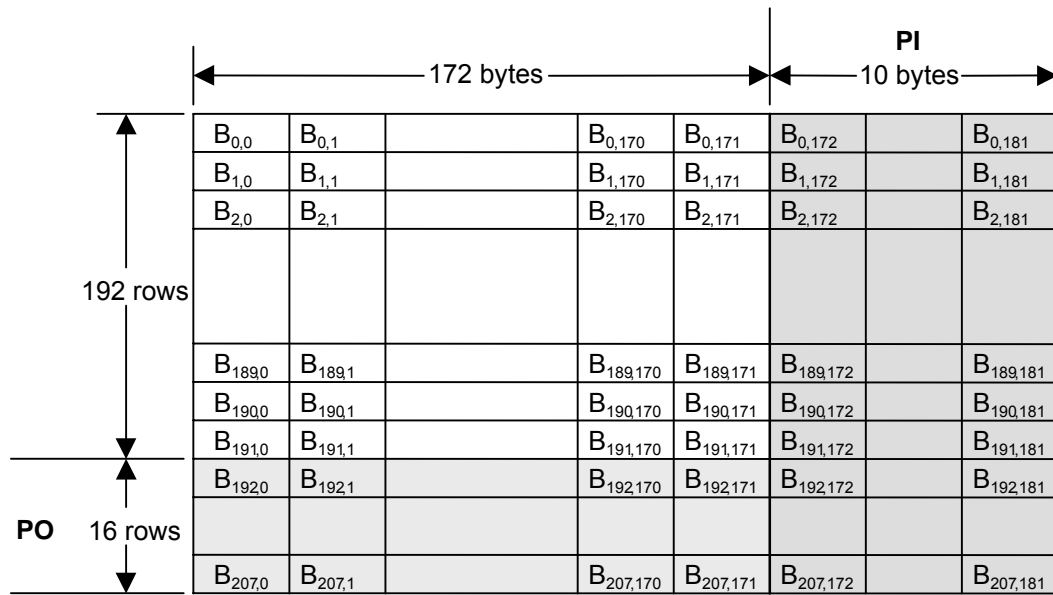 PI
172 bytes 10 bytes
B0,0 B0,1 B0,170 B0,171 B0,172 B0,181
B1,0 B1,1 B1,170 B1,171 B1,172 B1,181
B2,0 B2,1 B2,170 B2,171 B2,172 B2,181
192 rows
B189,0 B189,1 B189,170 B189,171 B189,172 B189,181
B190,0 B190,1 B190,170 B190,171 B190,172 B190,181
B191,0 B191,1 B191,170 B191,171 B191,172 B191,181
B192,0 B192,1 B192,170 B192,171 B192,172 B192,181
PO 16 rows
B207,0 B207,1 B207,170 B207,171 B207,172 B207,181